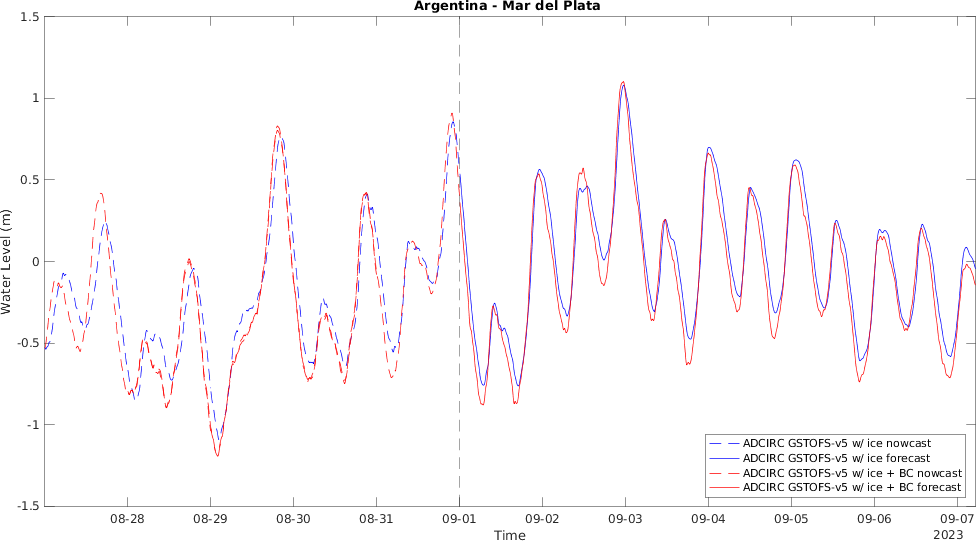 Argentina - Mar del Plata
1.5
1
0.5
0
-0.5
-1
-1.5
Water Level (m)
ADCIRC GSTOFS-v5 w/ ice nowcast
ADCIRC GSTOFS-v5 w/ ice forecast
ADCIRC GSTOFS-v5 w/ ice + BC nowcast
ADCIRC GSTOFS-v5 w/ ice + BC forecast
08-28 08-29 08-30 08-31 09-01 09-02 09-03 09-04 09-05 09-06 09-07
Time
2023